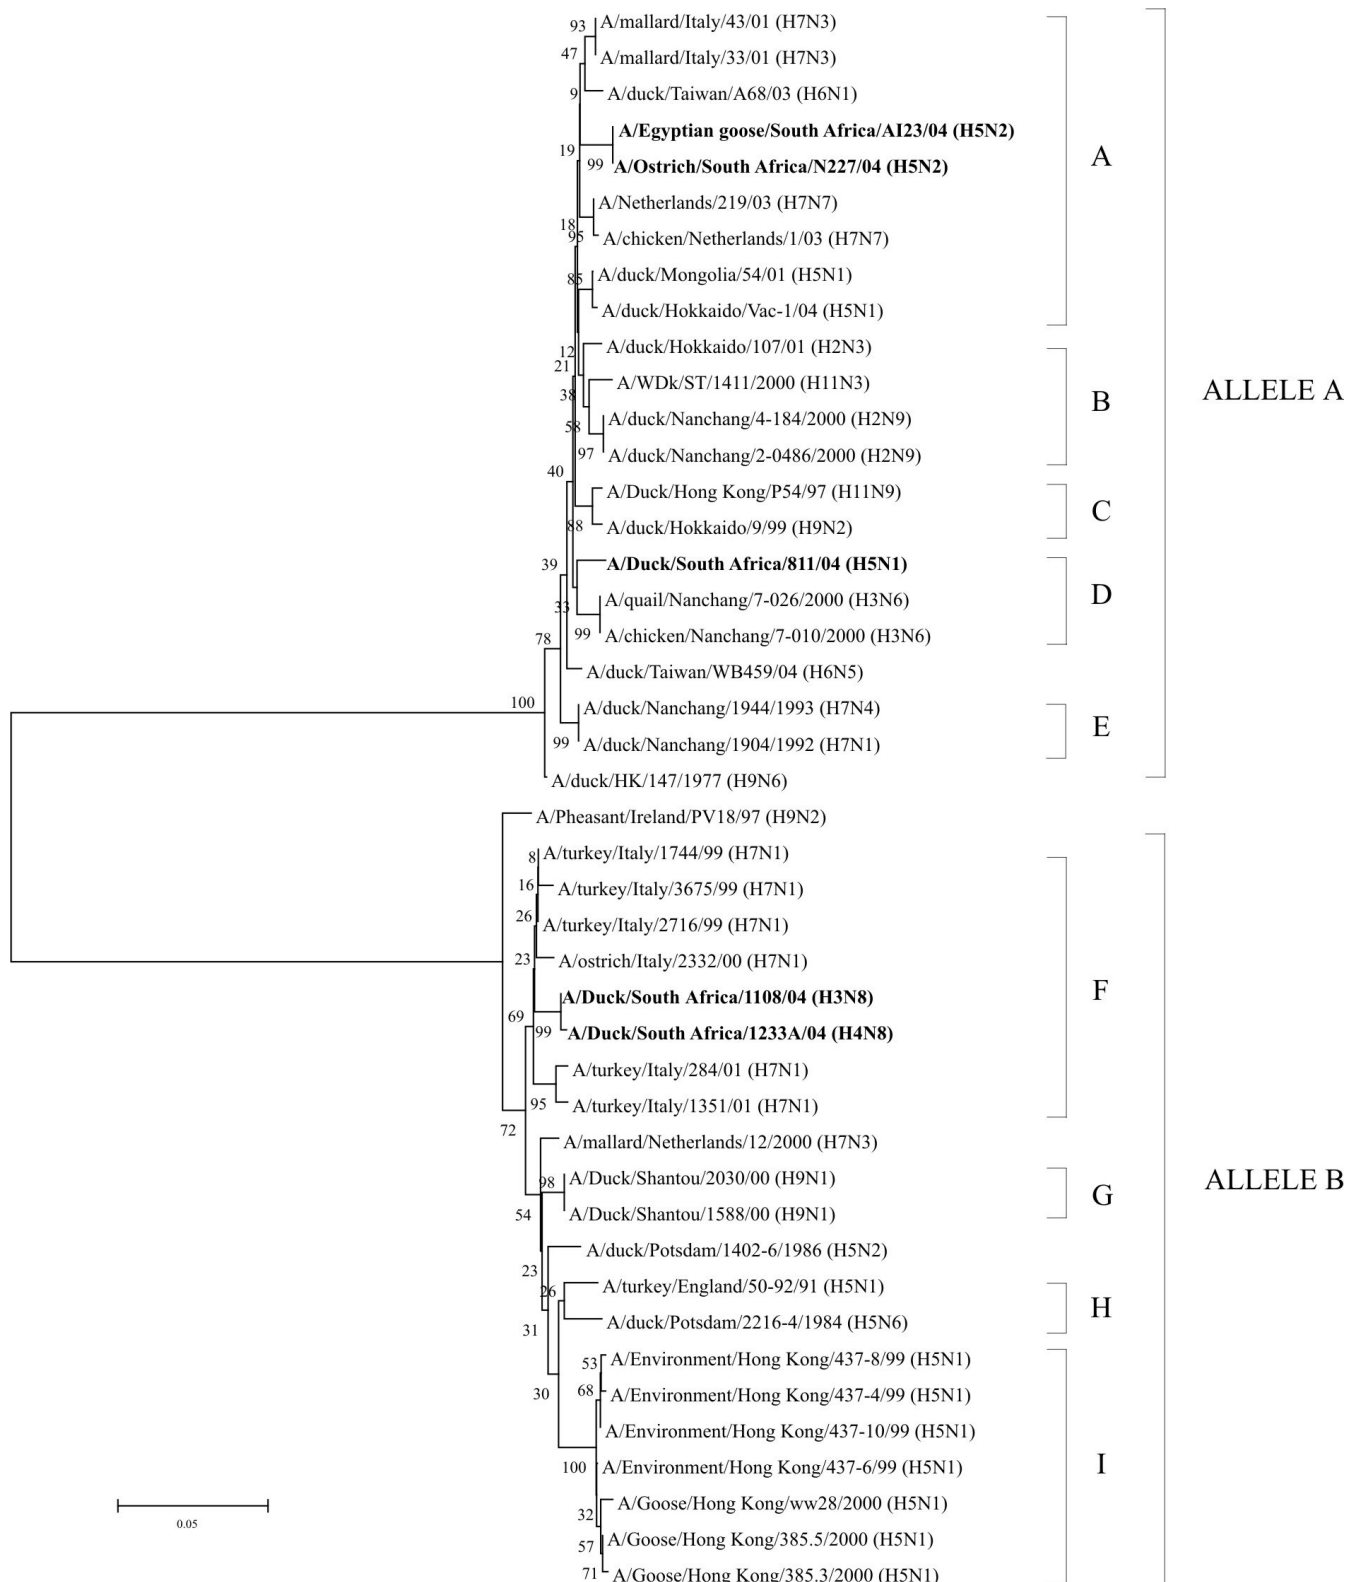 93
A/mallard/Italy/43/01 (H7N3)
47
A/mallard/Italy/33/01 (H7N3)
9
A/duck/Taiwan/A68/03 (H6N1)
A/Egyptian goose/South Africa/AI23/04 (H5N2)
19
99
A/Ostrich/South Africa/N227/04 (H5N2)
A
A/Netherlands/219/03 (H7N7)
18
95
A/chicken/Netherlands/1/03 (H7N7)
85
A/duck/Mongolia/54/01 (H5N1)
A/duck/Hokkaido/Vac-1/04 (H5N1)
12
A/duck/Hokkaido/107/01 (H2N3)
21
38
A/WDk/ST/1411/2000 (H11N3)
B
ALLELE A
58
A/duck/Nanchang/4-184/2000 (H2N9)
97
A/duck/Nanchang/2-0486/2000 (H2N9)
40
A/Duck/Hong Kong/P54/97 (H11N9)
C
88
A/duck/Hokkaido/9/99 (H9N2)
39
A/Duck/South Africa/811/04 (H5N1)
33
A/quail/Nanchang/7-026/2000 (H3N6)
D
99
A/chicken/Nanchang/7-010/2000 (H3N6)
78
A/duck/Taiwan/WB459/04 (H6N5)
100
A/duck/Nanchang/1944/1993 (H7N4)
E
99
A/duck/Nanchang/1904/1992 (H7N1)
A/duck/HK/147/1977 (H9N6)
A/Pheasant/Ireland/PV18/97 (H9N2)
8
A/turkey/Italy/1744/99 (H7N1)
16
A/turkey/Italy/3675/99 (H7N1)
26
A/turkey/Italy/2716/99 (H7N1)
23
A/ostrich/Italy/2332/00 (H7N1)
A/Duck/South Africa/1108/04 (H3N8)
F
69
99
A/Duck/South Africa/1233A/04 (H4N8)
A/turkey/Italy/284/01 (H7N1)
95
A/turkey/Italy/1351/01 (H7N1)
72
A/mallard/Netherlands/12/2000 (H7N3)
98
A/Duck/Shantou/2030/00 (H9N1)
G
ALLELE B
54
A/Duck/Shantou/1588/00 (H9N1)
A/duck/Potsdam/1402-6/1986 (H5N2)
23
26
A/turkey/England/50-92/91 (H5N1)
H
31
A/duck/Potsdam/2216-4/1984 (H5N6)
53
A/Environment/Hong Kong/437-8/99 (H5N1)
68
30
A/Environment/Hong Kong/437-4/99 (H5N1)
A/Environment/Hong Kong/437-10/99 (H5N1)
I
100
A/Environment/Hong Kong/437-6/99 (H5N1)
32
A/Goose/Hong Kong/ww28/2000 (H5N1)
57
A/Goose/Hong Kong/385.5/2000 (H5N1)
71
A/Goose/Hong Kong/385.3/2000 (H5N1)
0.05